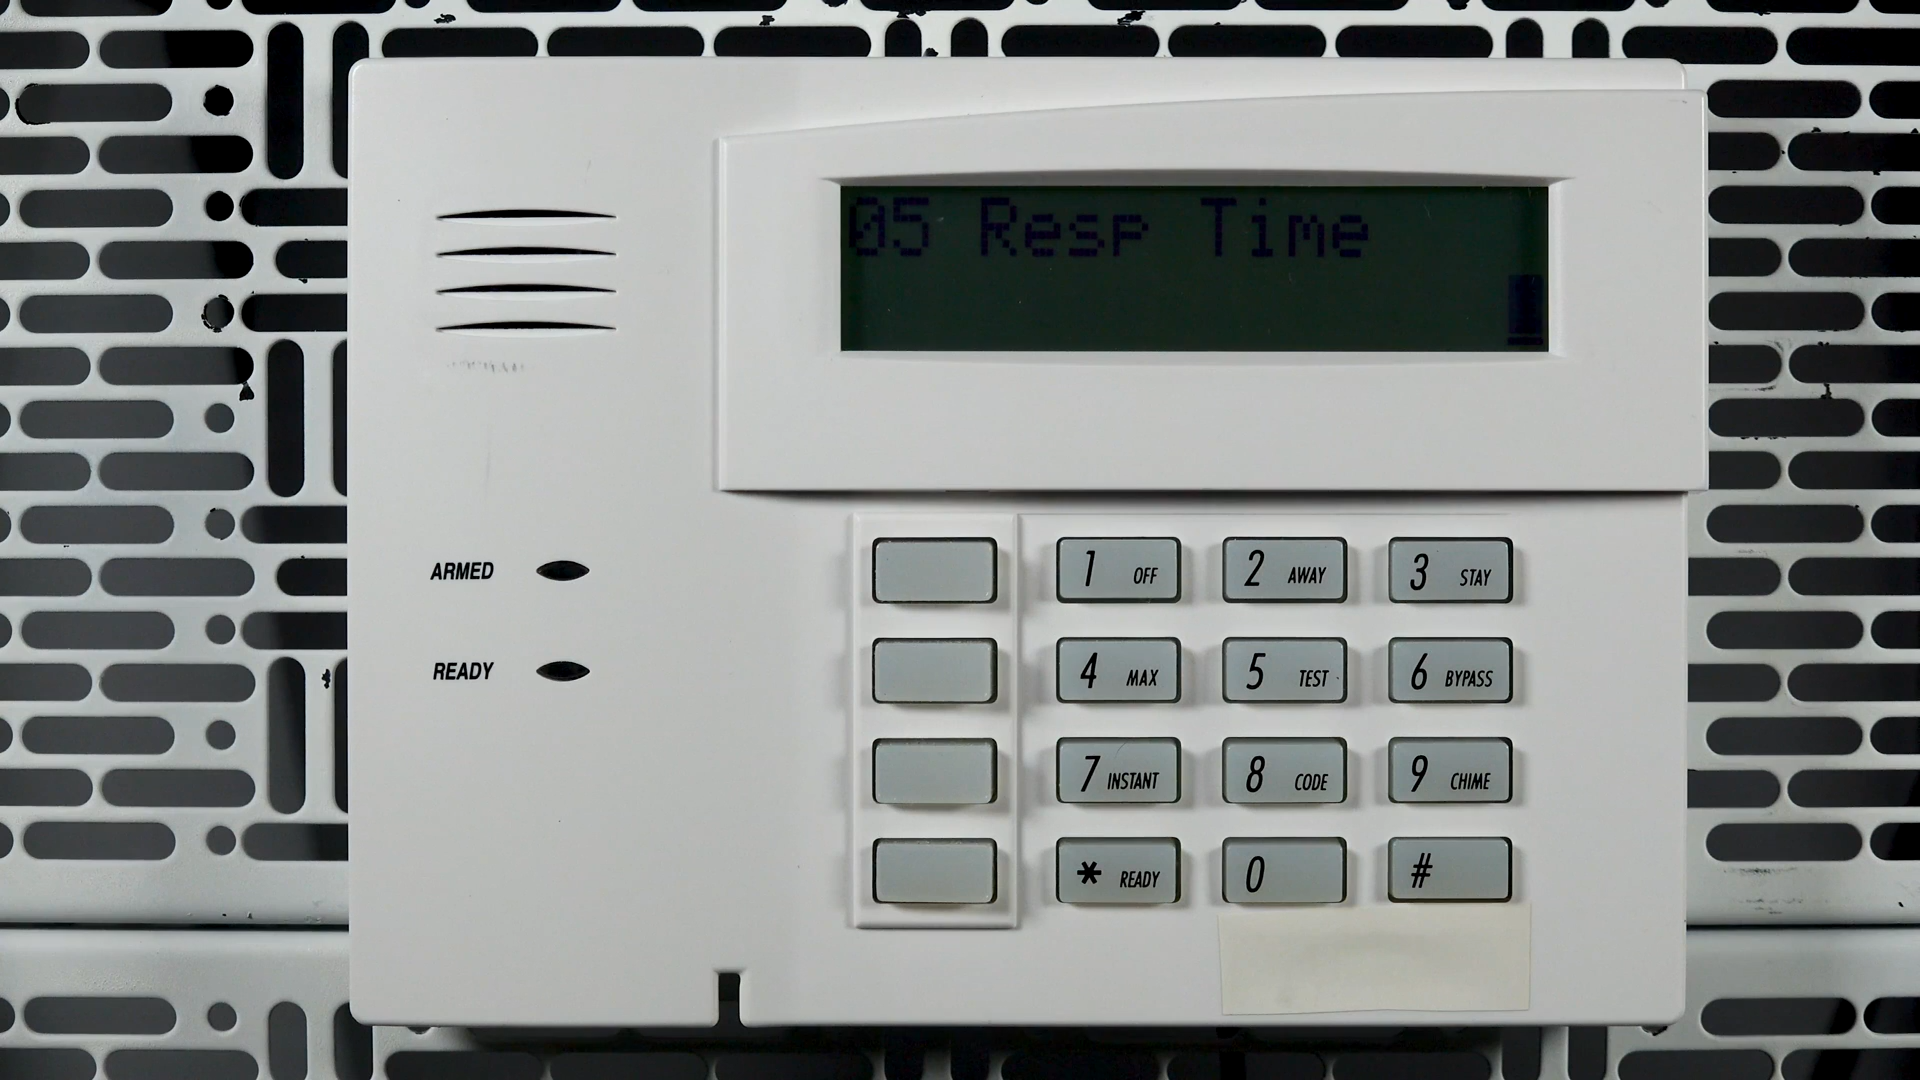 05 Resp Time
1
ARMED
READY
1 OFF
2 AWAY
3 STAY
4 MAX
5 TEST
6 BYPASS
7 INSTANT
8 CODE
9 CHIME
* READY
0
#